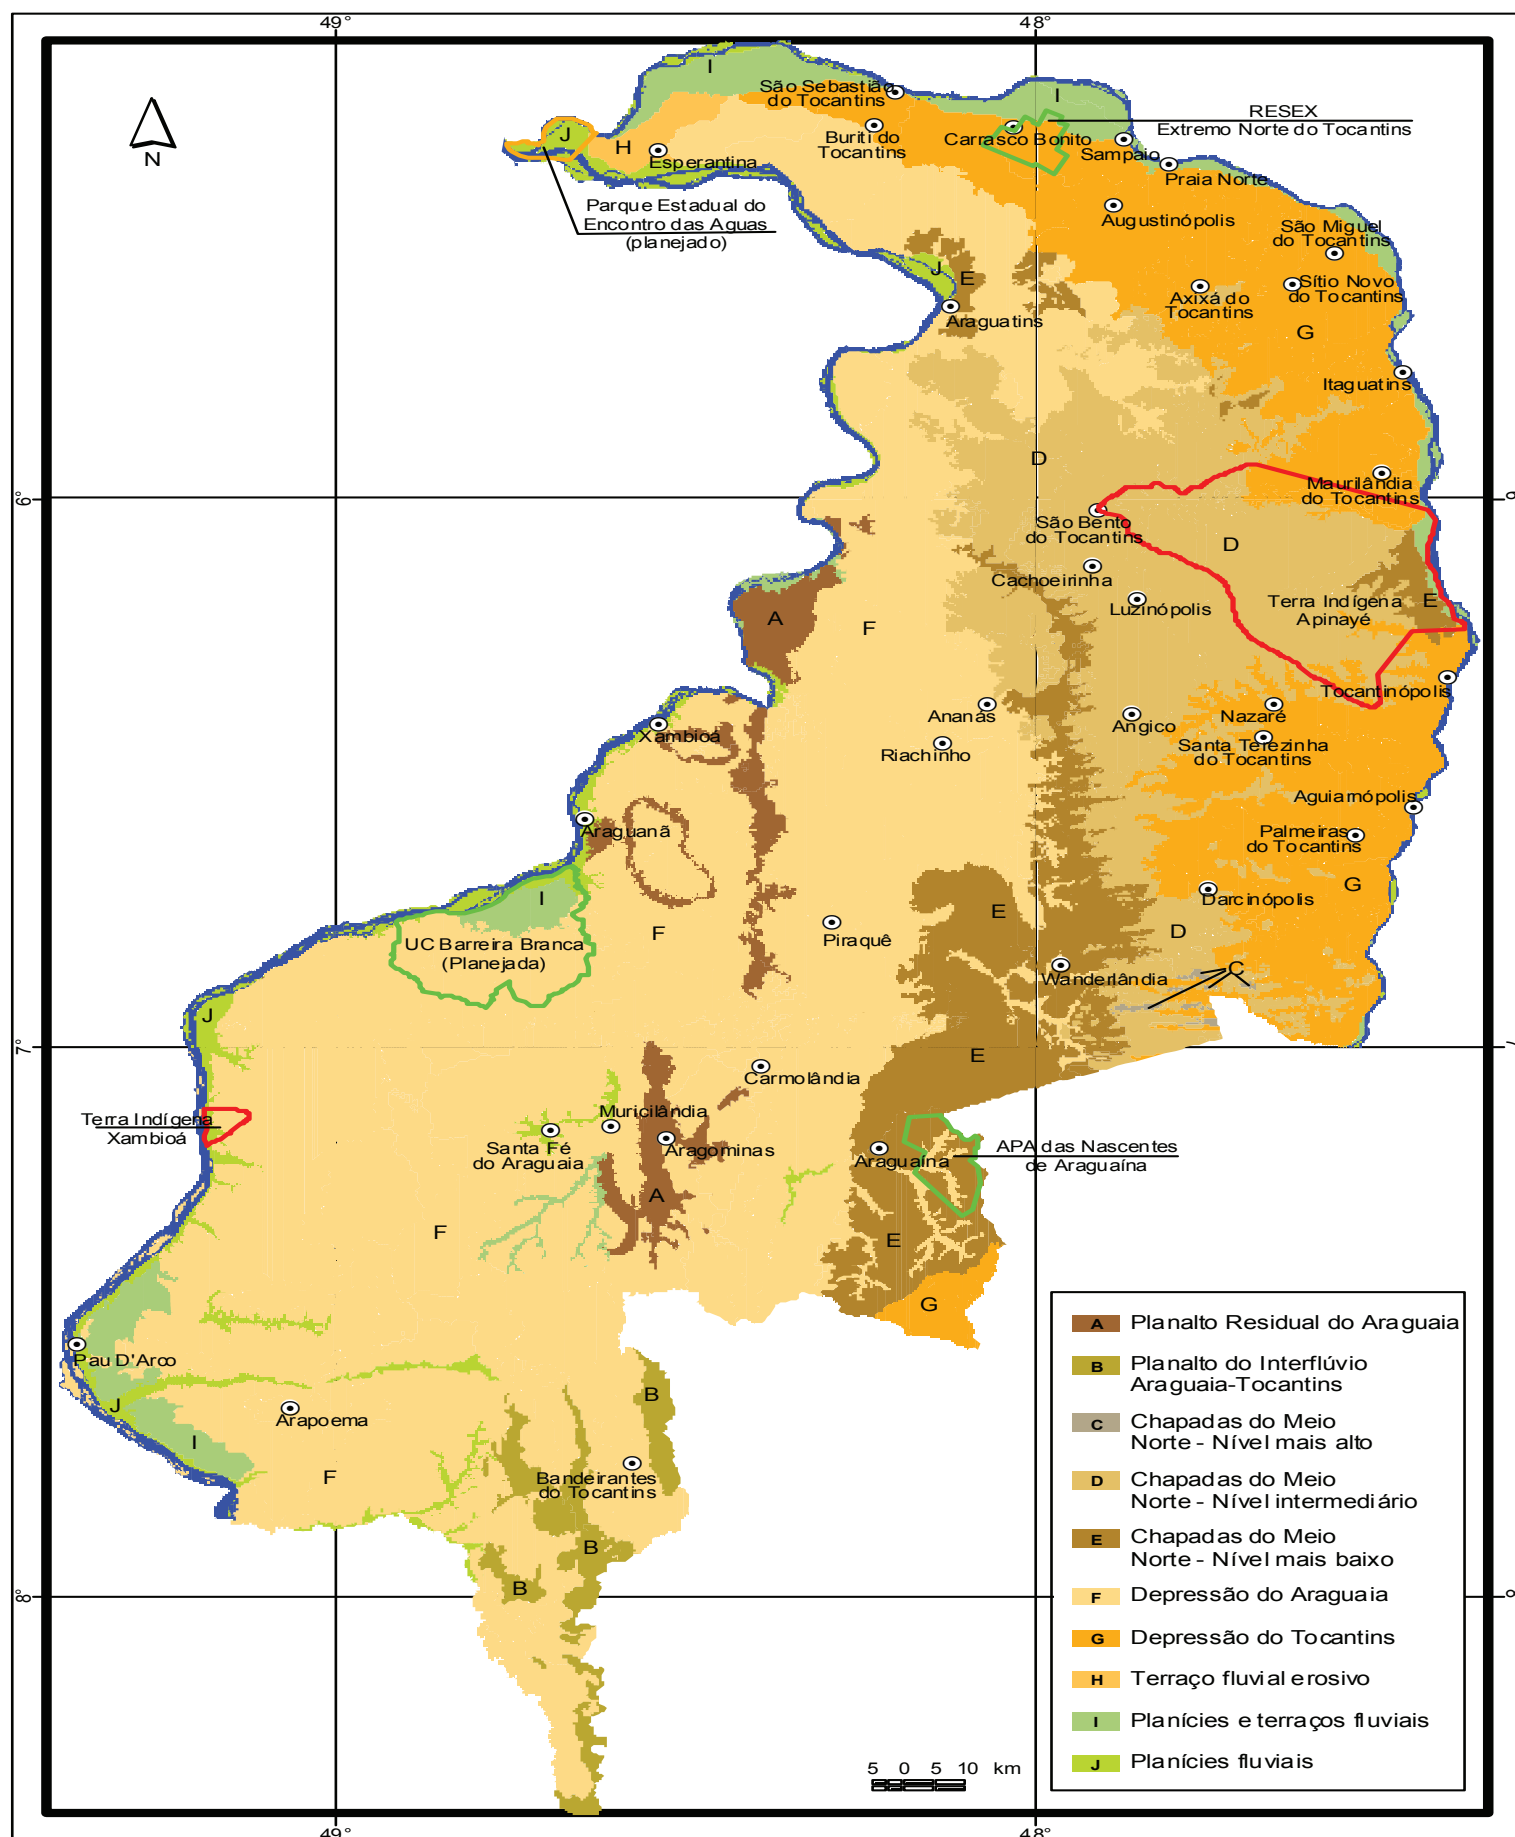 49°
48°
I
São Sebastião
do Tocantins
I
RESEX
Extremo Norte do Tocantins
N
J
H
Esperantina
Buriti do
Tocantins
Carrasco Bonito
Sampaio
Praia Norte
Parque Estadual do
Encontro das Aguas
(planejado)
Augustinópolis
São Miguel
do Tocantins
J
E
Araguatins
Axixá do
Tocantins
Sítio Novo
do Tocantins
G
Itaguatins
D
Maurilândia
do Tocantins
6°
São Bento
do Tocantins
D
Cachoeirinha
Luzinópolis
Terra Indígena
Apinayé
E
A
F
Tocantinópolis
Ananás
Angico
Nazaré
Xambioá
Riachinho
Santa Terezinha
do Tocantins
Aguiarnópolis
Araguanã
Palmeiras
do Tocantins
G
I
Darcinópolis
E
UC Barreira Branca
(Planejada)
F
Piraquê
D
Wanderlândia
C
J
7°
7
E
Carmolândia
Terra Indígena
Xambioá
Muricilândia
Santa Fé
do Araguaia
Aragominas
Araguaína
APA das Nascentes
de Araguaína
A
F
E
G
Pau D'Arco
J
Arapoema
B
I
F
Bandeirantes
do Tocantins
B
B
8°
A Planalto Residual do Araguaia
B Planalto do Interflúvio
Araguaia-Tocantins
C Chapadas do Meio
Norte - Nível mais alto
D Chapadas do Meio
Norte - Nível intermediário
E Chapadas do Meio
Norte - Nível mais baixo
F Depressão do Araguaia
G Depressão do Tocantins
H Terraço fluvial erosivo
I Planícies e terraços fluviais
J Planícies fluviais
5 0 5 10 km
49°
48°